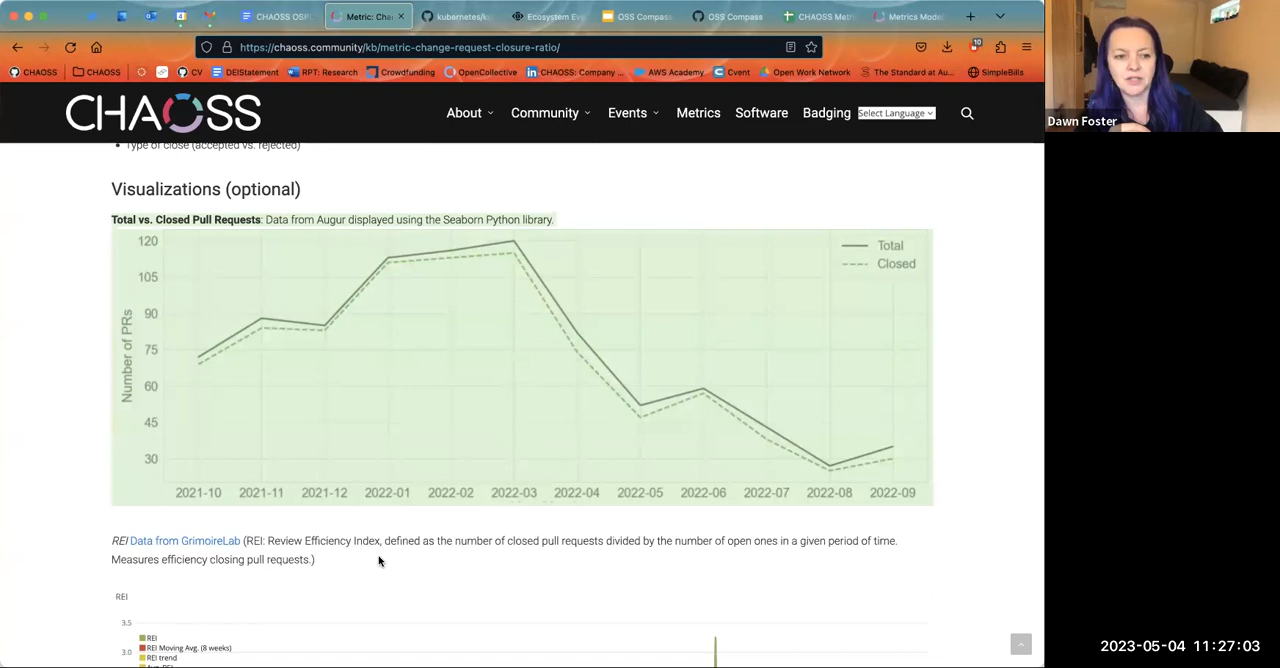 CHAOSS OSP
Metric: Cha
kubernetes/k
Ecosystem Ev
OSS Compass
OSS Compass
CHAOSS Met
Metrics Mode
https://chaoss.community/kb/metric-change-request-closure-ratio/
10
CHAOSS
CHAOSS
CV
DEIStatement
RPT: Research
Crowdfunding
OpenCollective
CHAOSS: Company ...
AWS Academy
Cvent
Open Work Network
The Standard at Au...
SimpleBills
CHAOSS
About
Community
Events
Metrics
Software
Badging
Select Language
Dawn Foster
Type of close (accepted vs. rejected)
Visualizations (optional)
Total vs. Closed Pull Requests: Data from Augur displayed using the Seaborn Python library.
120
105
90
75
60
45
30
Number of PRs
Total
Closed
2021-10 2021-11 2021-12 2022-01 2022-02 2022-03 2022-04 2022-05 2022-06 2022-07 2022-08 2022-09
REI Data from GrimoireLab (REI: Review Efficiency Index, defined as the number of closed pull requests divided by the number of open ones in a given period of time.
Measures efficiency closing pull requests.)
REI
3.5
REI
3.0
REI Moving Avg. (8 weeks)
REI trend
2023-05-04 11:27:03